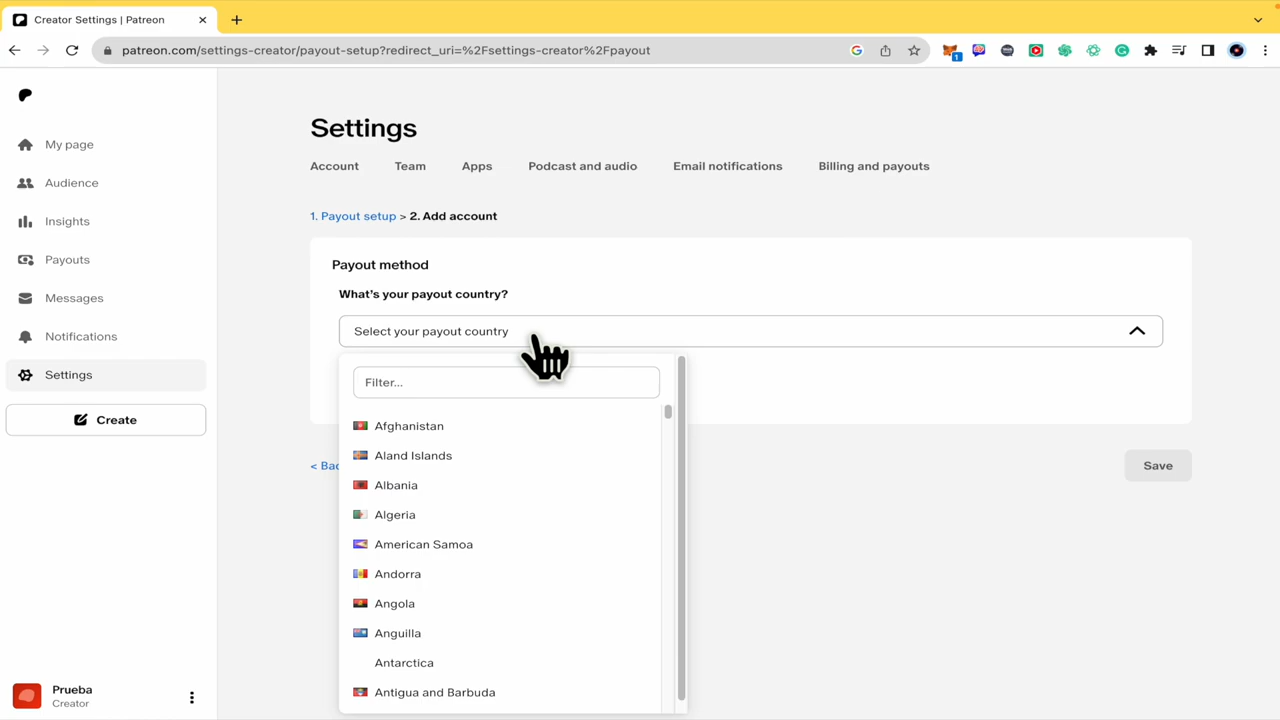 Creator Settings | Patreon
patreon.com/settings-creator/payout-setup?redirect_uri=%2Fsettings-creator%2Fpayout
1
My page
Audience
Insights
Payouts
Messages
Notifications
Settings
Create
Prueba
Creator
Settings
Account Team Apps Podcast and audio Email notifications Billing and payouts
1. Payout setup > 2. Add account
Payout method
What's your payout country?
Select your payout country
Filter...
Afghanistan
Aland Islands
Albania
Algeria
American Samoa
Andorra
Angola
Anguilla
Antarctica
Antigua and Barbuda
< Bac
Save